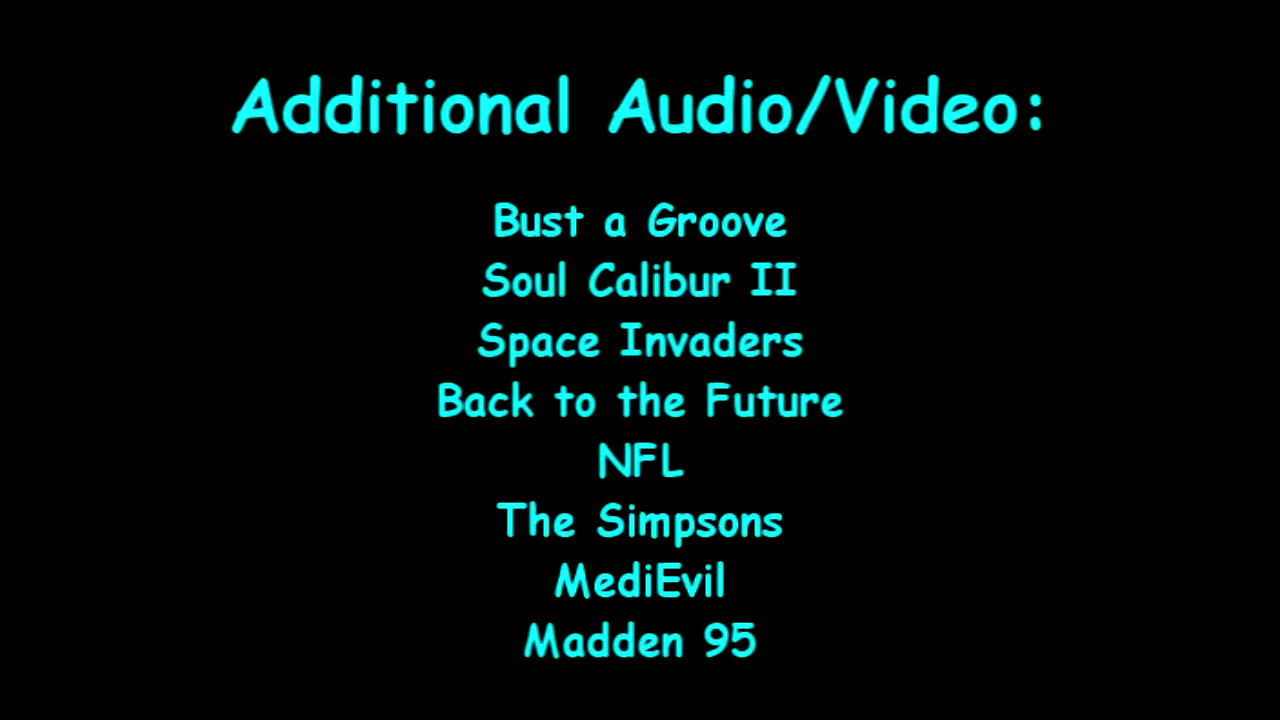 Additional Audio/Video:
Bust a Groove
Soul Calibur II
Space Invaders
Back to the Future
NFL
The Simpsons
MediEvil
Madden 95